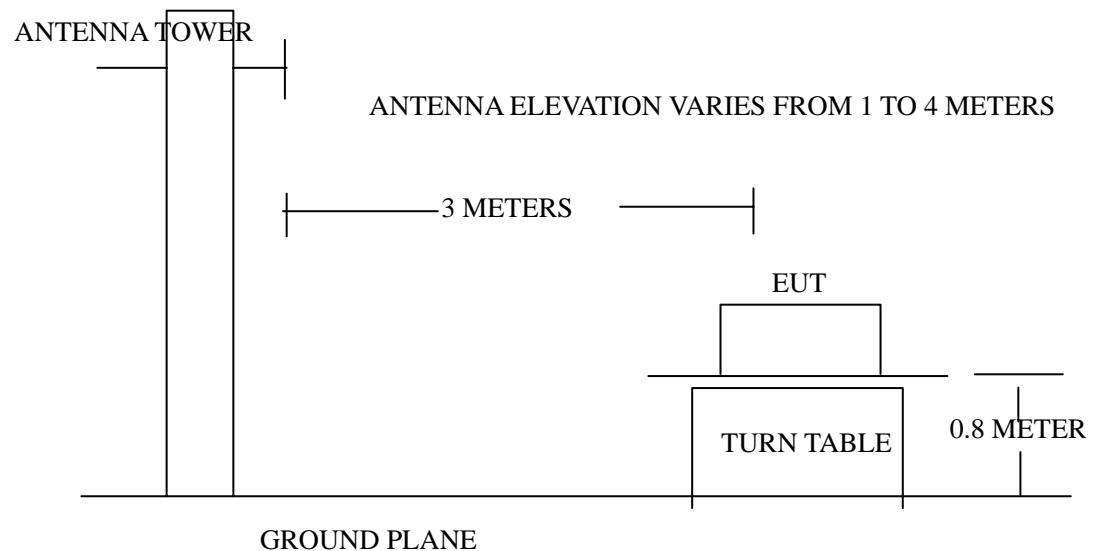 ANTENNA TOWER
ANTENNA ELEVATION VARIES FROM 1 TO 4 METERS
3 METERS
EUT
0.8 METER
TURN TABLE
GROUND PLANE